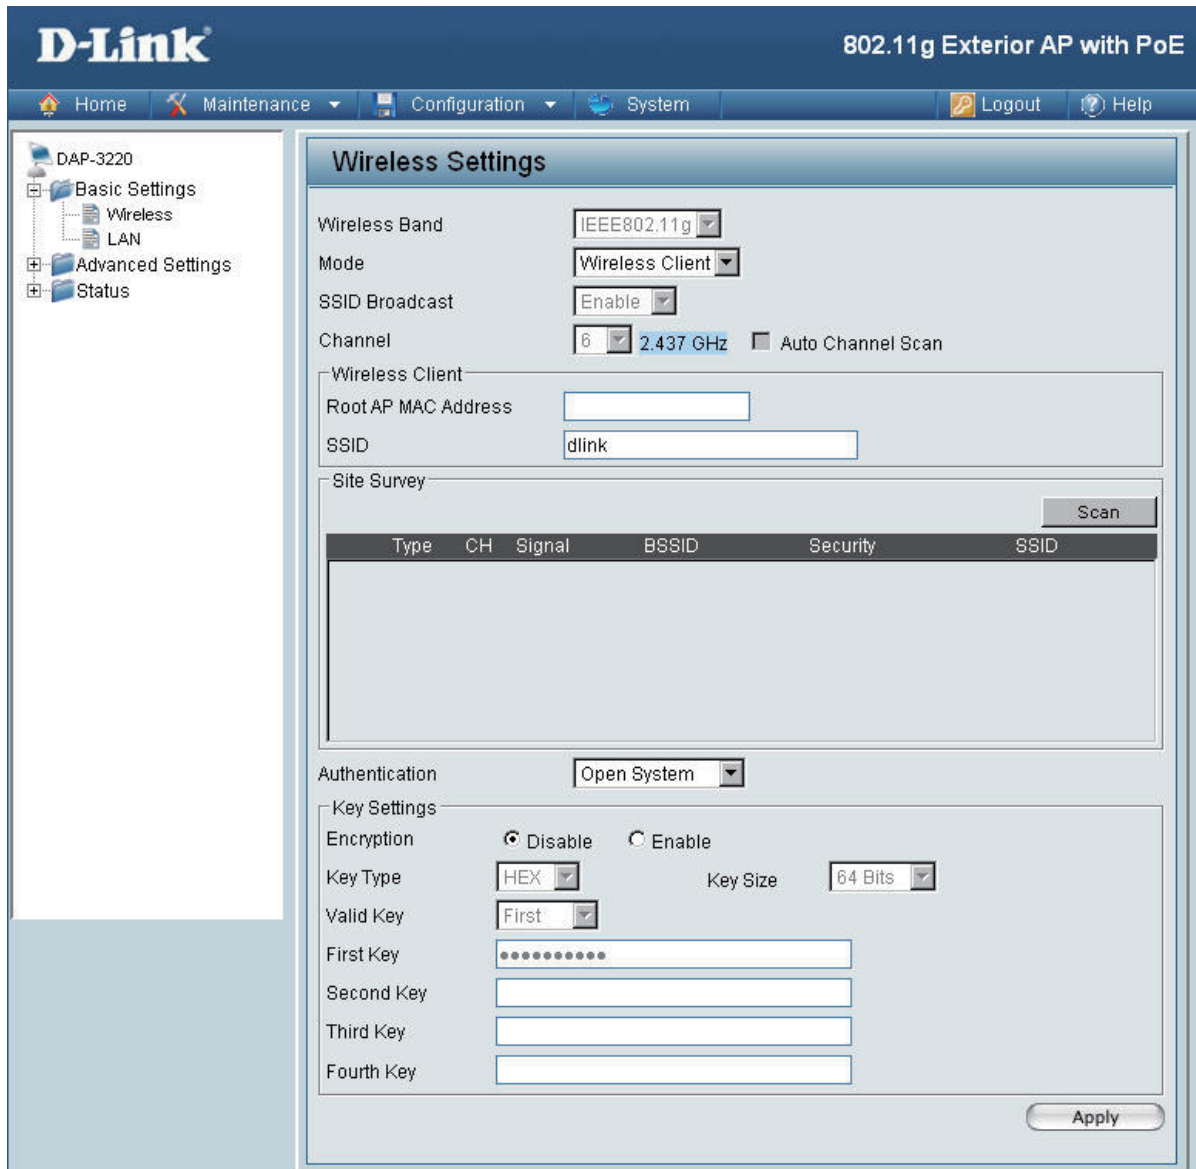 D-Link
802.11g Exterior AP with PoE
Home Maintenance Configuration System Logout Help
DAP-3220
Basic Settings
Wireless
LAN
Advanced Settings
Status
Wireless Settings
Wireless Band IEEE802.11g
Mode Wireless Client
SSID Broadcast Enable
Channel 6 2.437 GHz Auto Channel Scan
Wireless Client
Root AP MAC Address
SSID dlink
Site Survey
Scan
Type CH Signal BSSID Security SSID
Authentication Open System
Key Settings
Encryption Disable Enable
Key Type HEX Key Size 64 Bits
Valid Key First
First Key ••••••••••
Second Key
Third Key
Fourth Key
Apply